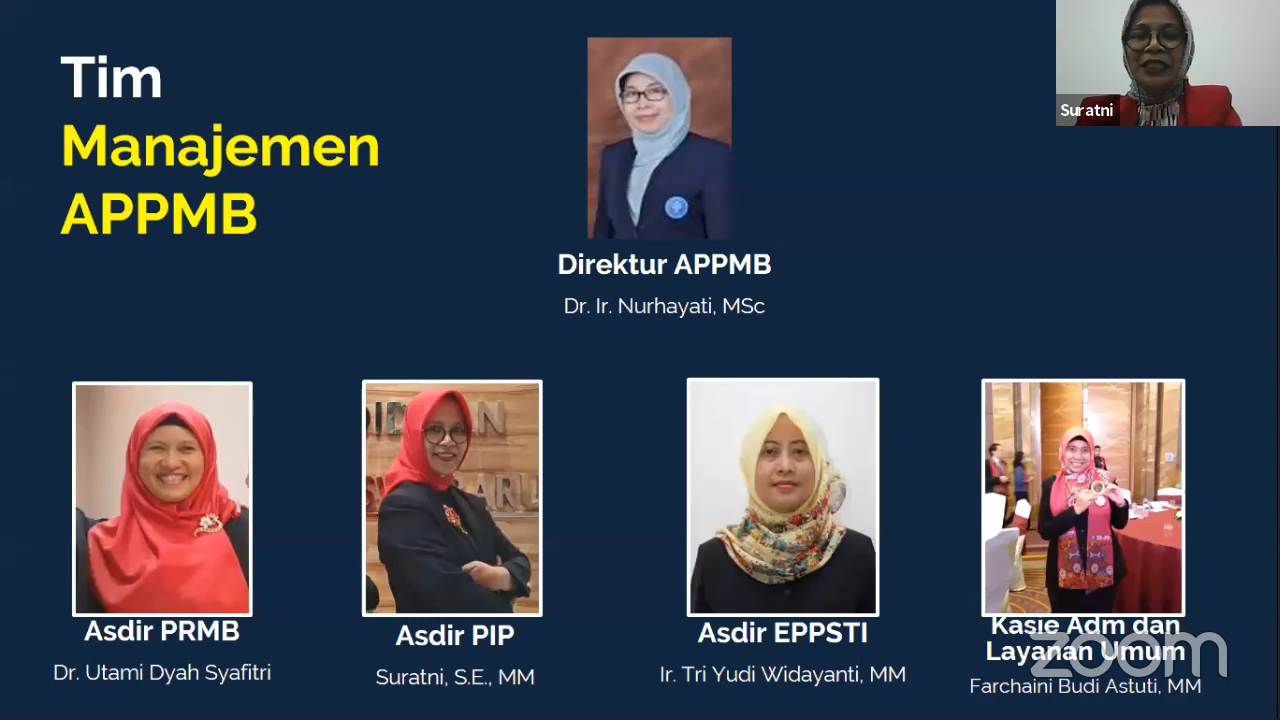 Tim
Manajemen
APPMB
Suratni
Direktur APPMB
Dr. Ir. Nurhayati, MSc
Asdir PRMB
Dr. Utami Dyah Syafitri
Asdir PIP
Suratni, S.E., MM
Asdir EPPSTI
Ir. Tri Yudi Widayanti, MM
Kasie Adm dan
Layanan Umum
Farchaini Budi Astuti, MM
zoom